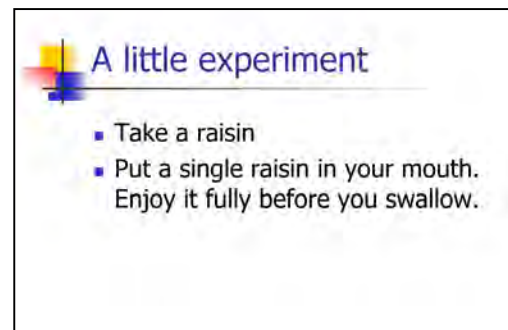 A little experiment
Take a raisin
Put a single raisin in your mouth.
Enjoy it fully before you swallow.